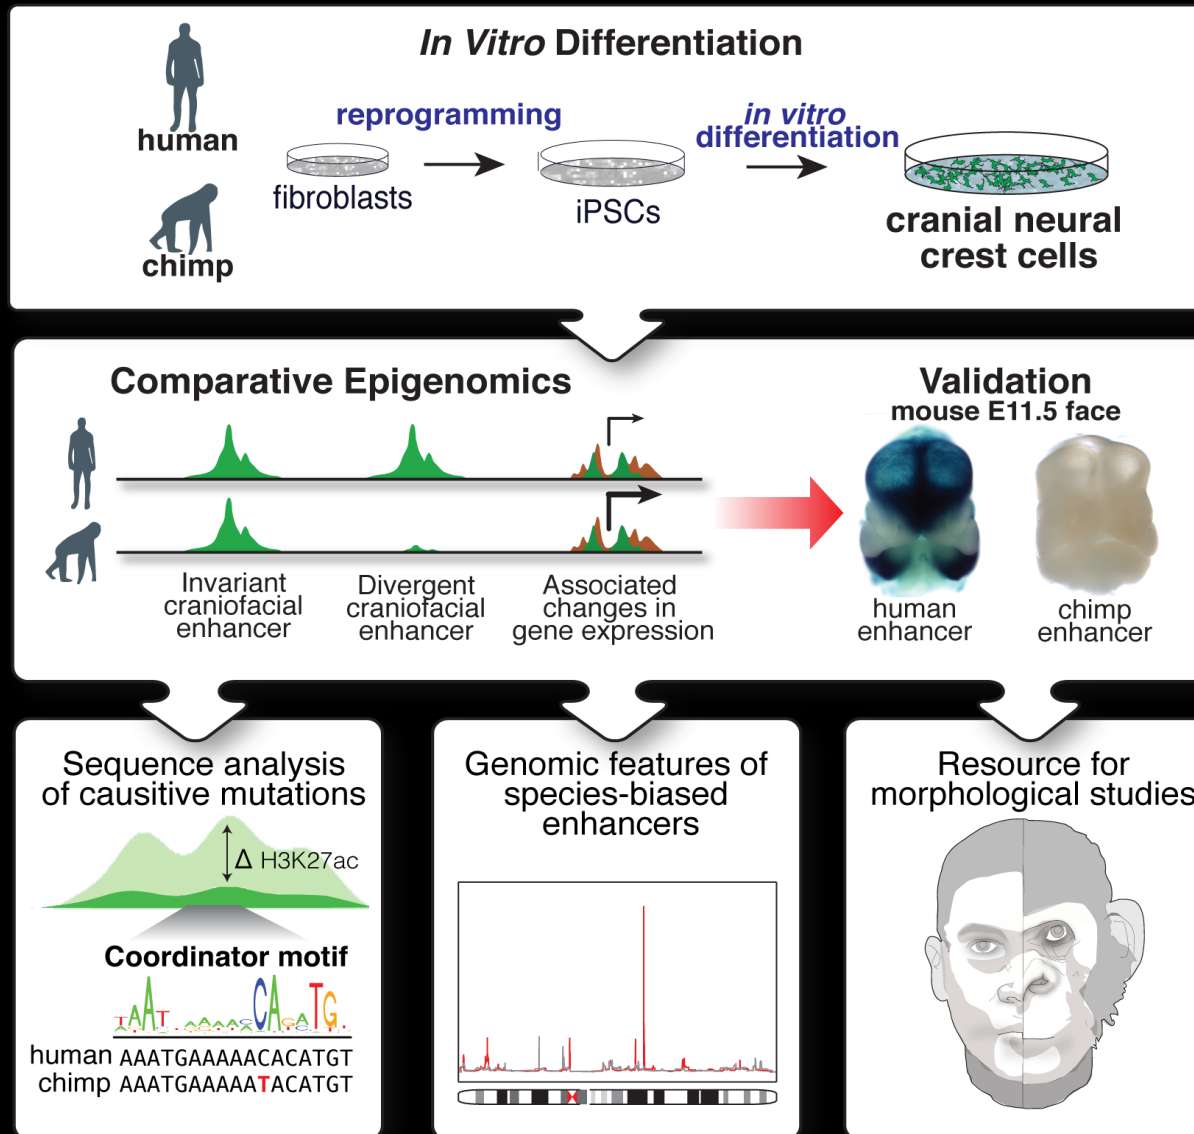 In Vitro Differentiation
human
chimp
reprogramming
fibroblasts
iPSCs
in vitro
differentiation
cranial neural
crest cells
Comparative Epigenomics
Invariant
craniofacial
enhancer
Divergent
craniofacial
enhancer
Associated
changes in
gene expression
Validation
mouse E11.5 face
human
enhancer
chimp
enhancer
Sequence analysis
of causitive mutations
Δ H3K27ac
Coordinator motif
human AAATGAAAAACACATGT
chimp AAATGAAAAATACATGT
Genomic features of
species-biased
enhancers
Resource for
morphological studies